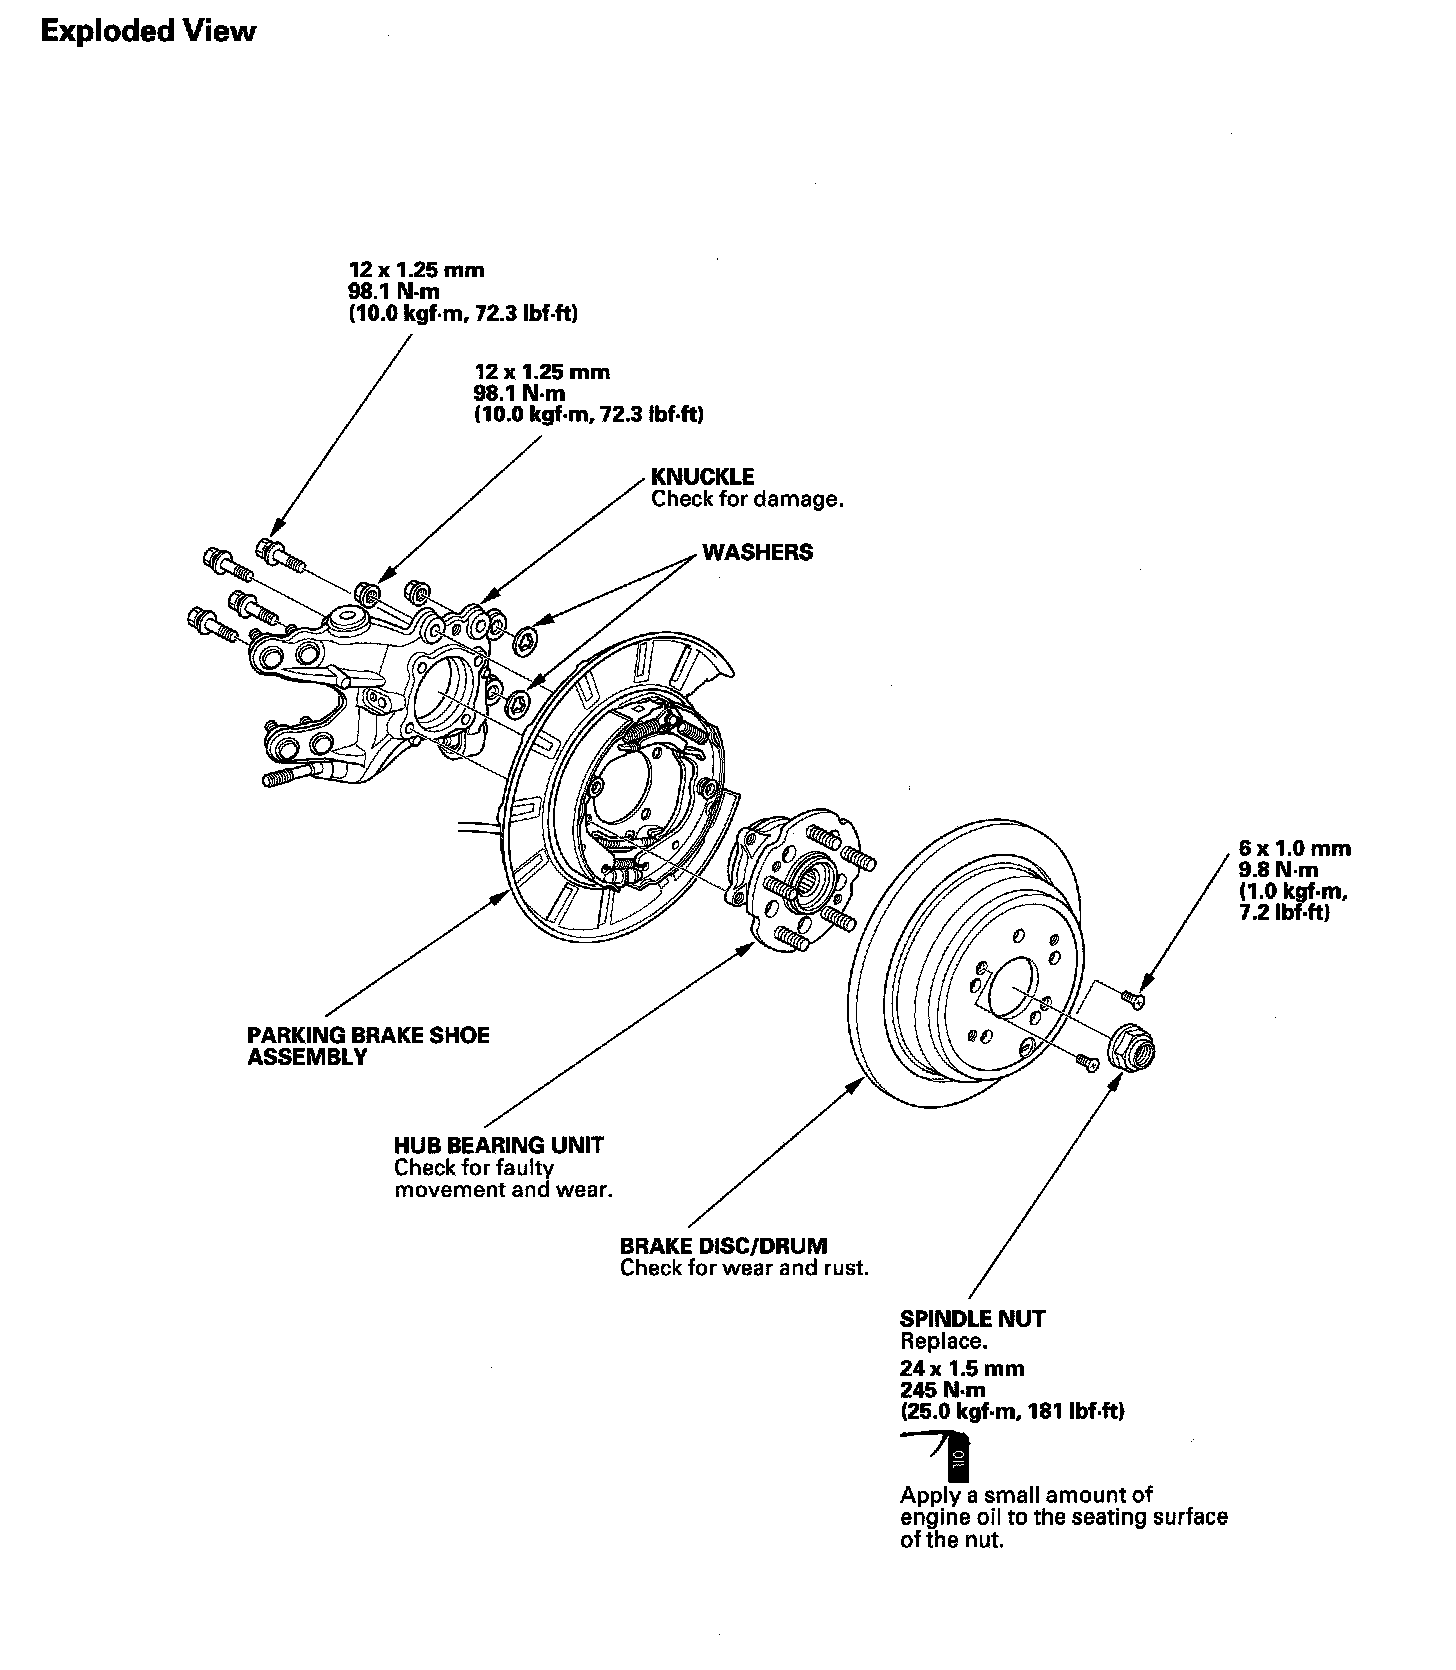 Exploded View
12 x 1.25 mm
98.1 N·m
(10.0 kgf·m, 72.3 lbf·ft)
12 x 1.25 mm
98.1 N·m
(10.0 kgf·m, 72.3 lbf·ft)
KNUCKLE
Check for damage.
WASHERS
6 x 1.0 mm
9.8 N·m
(1.0 kgf·m,
7.2 lbf·ft)
PARKING BRAKE SHOE
ASSEMBLY
HUB BEARING UNIT
Check for faulty
movement and wear.
BRAKE DISC/DRUM
Check for wear and rust.
SPINDLE NUT
Replace.
24 x 1.5 mm
245 N·m
(25.0 kgf·m, 181 lbf·ft)
OIL
Apply a small amount of
engine oil to the seating surface
of the nut.